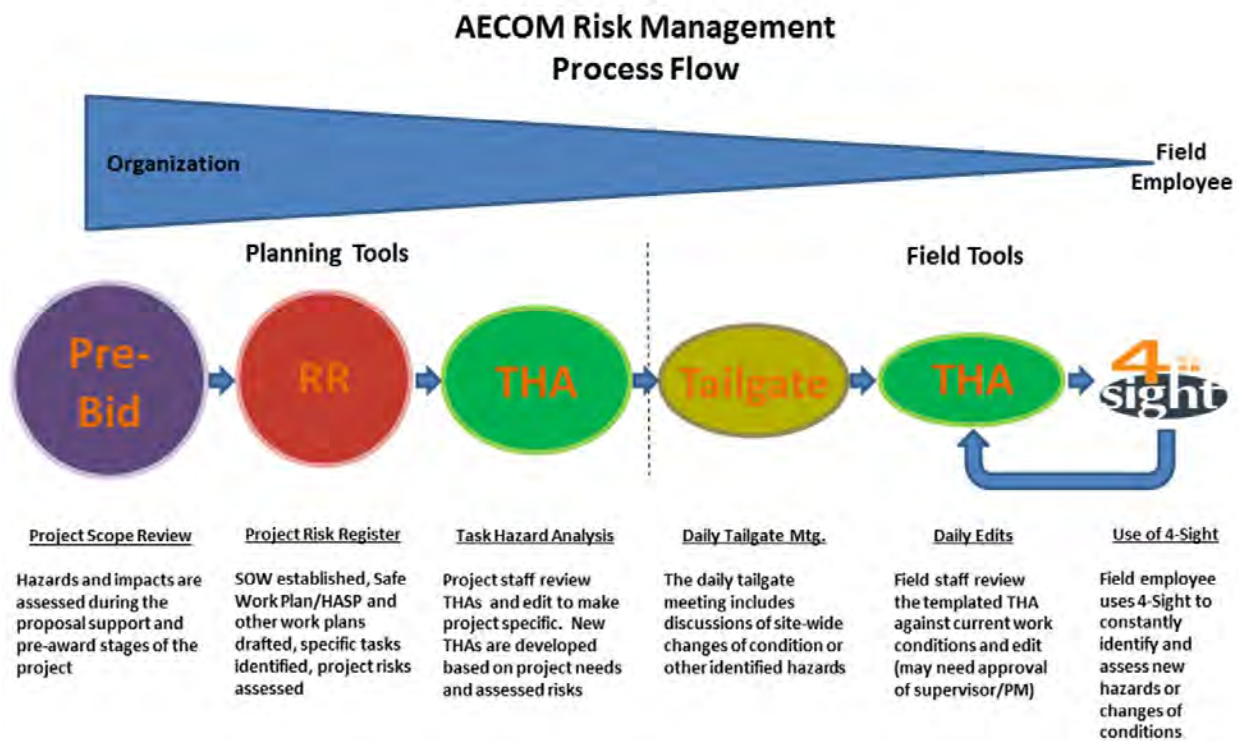 AECOM Risk Management
Process Flow
Organization
Field
Employee
Planning Tools
Field Tools
Pre-
Bid
RR
THA
Tailgate
THA
4
sight
Project Scope Review
Hazards and impacts are
assessed during the
proposal support and
pre-award stages of the
project
Project Risk Register
SOW established, Safe
Work Plan/HASP and
other work plans
drafted, specific tasks
identified, project risks
assessed
Task Hazard Analysis
Project staff review
THAs and edit to make
project specific. New
THAs are developed
based on project needs
and assessed risks
Daily Tailgate Mtg.
The daily tailgate
meeting includes
discussions of site-wide
changes of condition or
other identified hazards
Daily Edits
Field staff review
the templated THA
against current work
conditions and edit
(may need approval
of supervisor/PM)
Use of 4-Sight
Field employee
uses 4-Sight to
constantly
identify and
assess new
hazards or
changes of
conditions